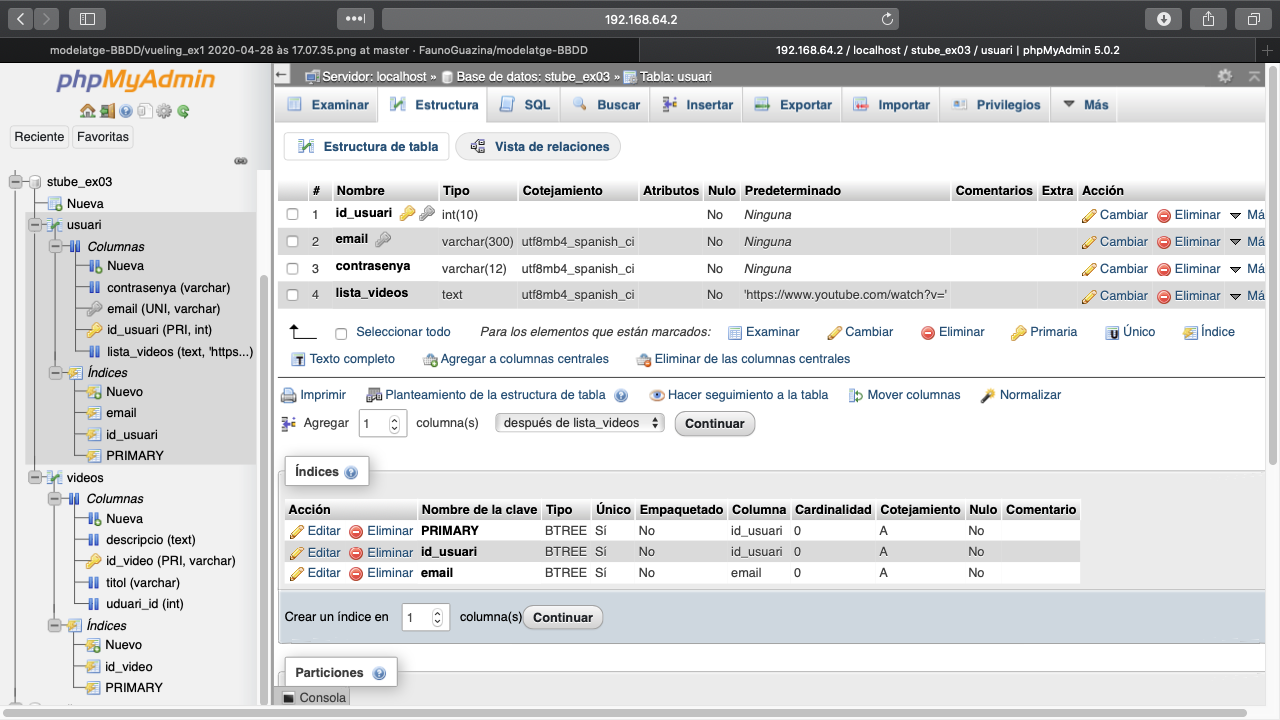 192.168.64.2
modelatge-BBDD/vueling_ex1 2020-04-28 às 17.07.35.png at master · FaunoGuazina/modelatge-BBDD
192.168.64.2 / localhost / stube_ex03 / usuari | phpMyAdmin 5.0.2
phpMyAdmin
Reciente Favoritas
stube_ex03
Nueva
usuari
Columnas
Nueva
contrasenya (varchar)
email (UNI, varchar)
id_usuari (PRI, int)
lista_videos (text, 'https...)
Índices
Nuevo
email
id_usuari
PRIMARY
videos
Columnas
Nueva
descripcio (text)
id_video (PRI, varchar)
titol (varchar)
uduari_id (int)
Índices
Nuevo
id_video
PRIMARY
Servidor: localhost » Base de datos: stube_ex03 » Tabla: usuari
Examinar Estructura SQL Buscar Insertar Exportar Importar Privilegios Más
Estructura de tabla Vista de relaciones
# Nombre Tipo Cotejamiento Atributos Nulo Predeterminado Comentarios Extra Acción
1 id_usuari int(10) No Ninguna Cambiar Eliminar Má
2 email varchar(300) utf8mb4_spanish_ci No Ninguna Cambiar Eliminar Má
3 contrasenya varchar(12) utf8mb4_spanish_ci No Ninguna Cambiar Eliminar Má
4 lista_videos text utf8mb4_spanish_ci No 'https://www.youtube.com/watch?v=' Cambiar Eliminar Má
Seleccionar todo Para los elementos que están marcados: Examinar Cambiar Eliminar Primaria Único Índice
Texto completo Agregar a columnas centrales Eliminar de las columnas centrales
Imprimir Planteamiento de la estructura de tabla Hacer seguimiento a la tabla Mover columnas Normalizar
Agregar 1 columna(s) después de lista_videos Continuar
Índices
Acción Nombre de la clave Tipo Único Empaquetado Columna Cardinalidad Cotejamiento Nulo Comentario
Editar Eliminar PRIMARY BTREE Sí No id_usuari 0 A No
Editar Eliminar id_usuari BTREE Sí No id_usuari 0 A No
Editar Eliminar email BTREE Sí No email 0 A No
Crear un índice en 1 columna(s) Continuar
Particiones
Consola